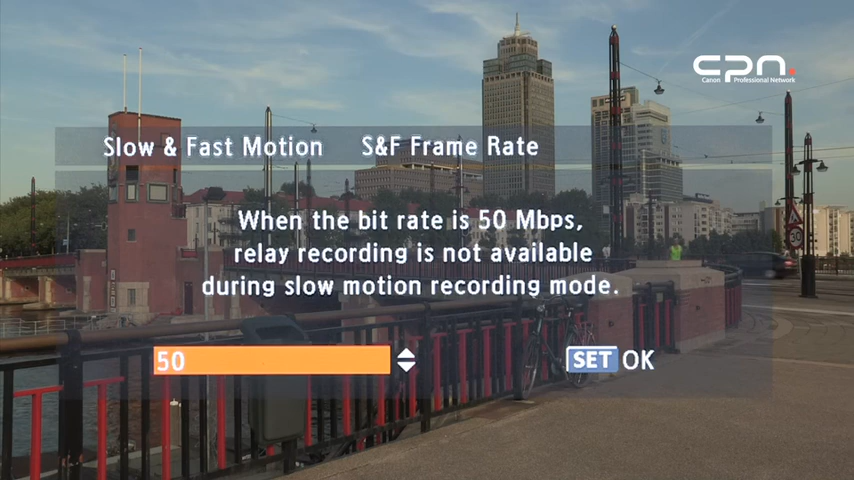 cpn.
Canon Professional Network
Slow & Fast Motion S&F Frame Rate
When the bit rate is 50 Mbps,
relay recording is not available
during slow motion recording mode.
50
50 SET OK